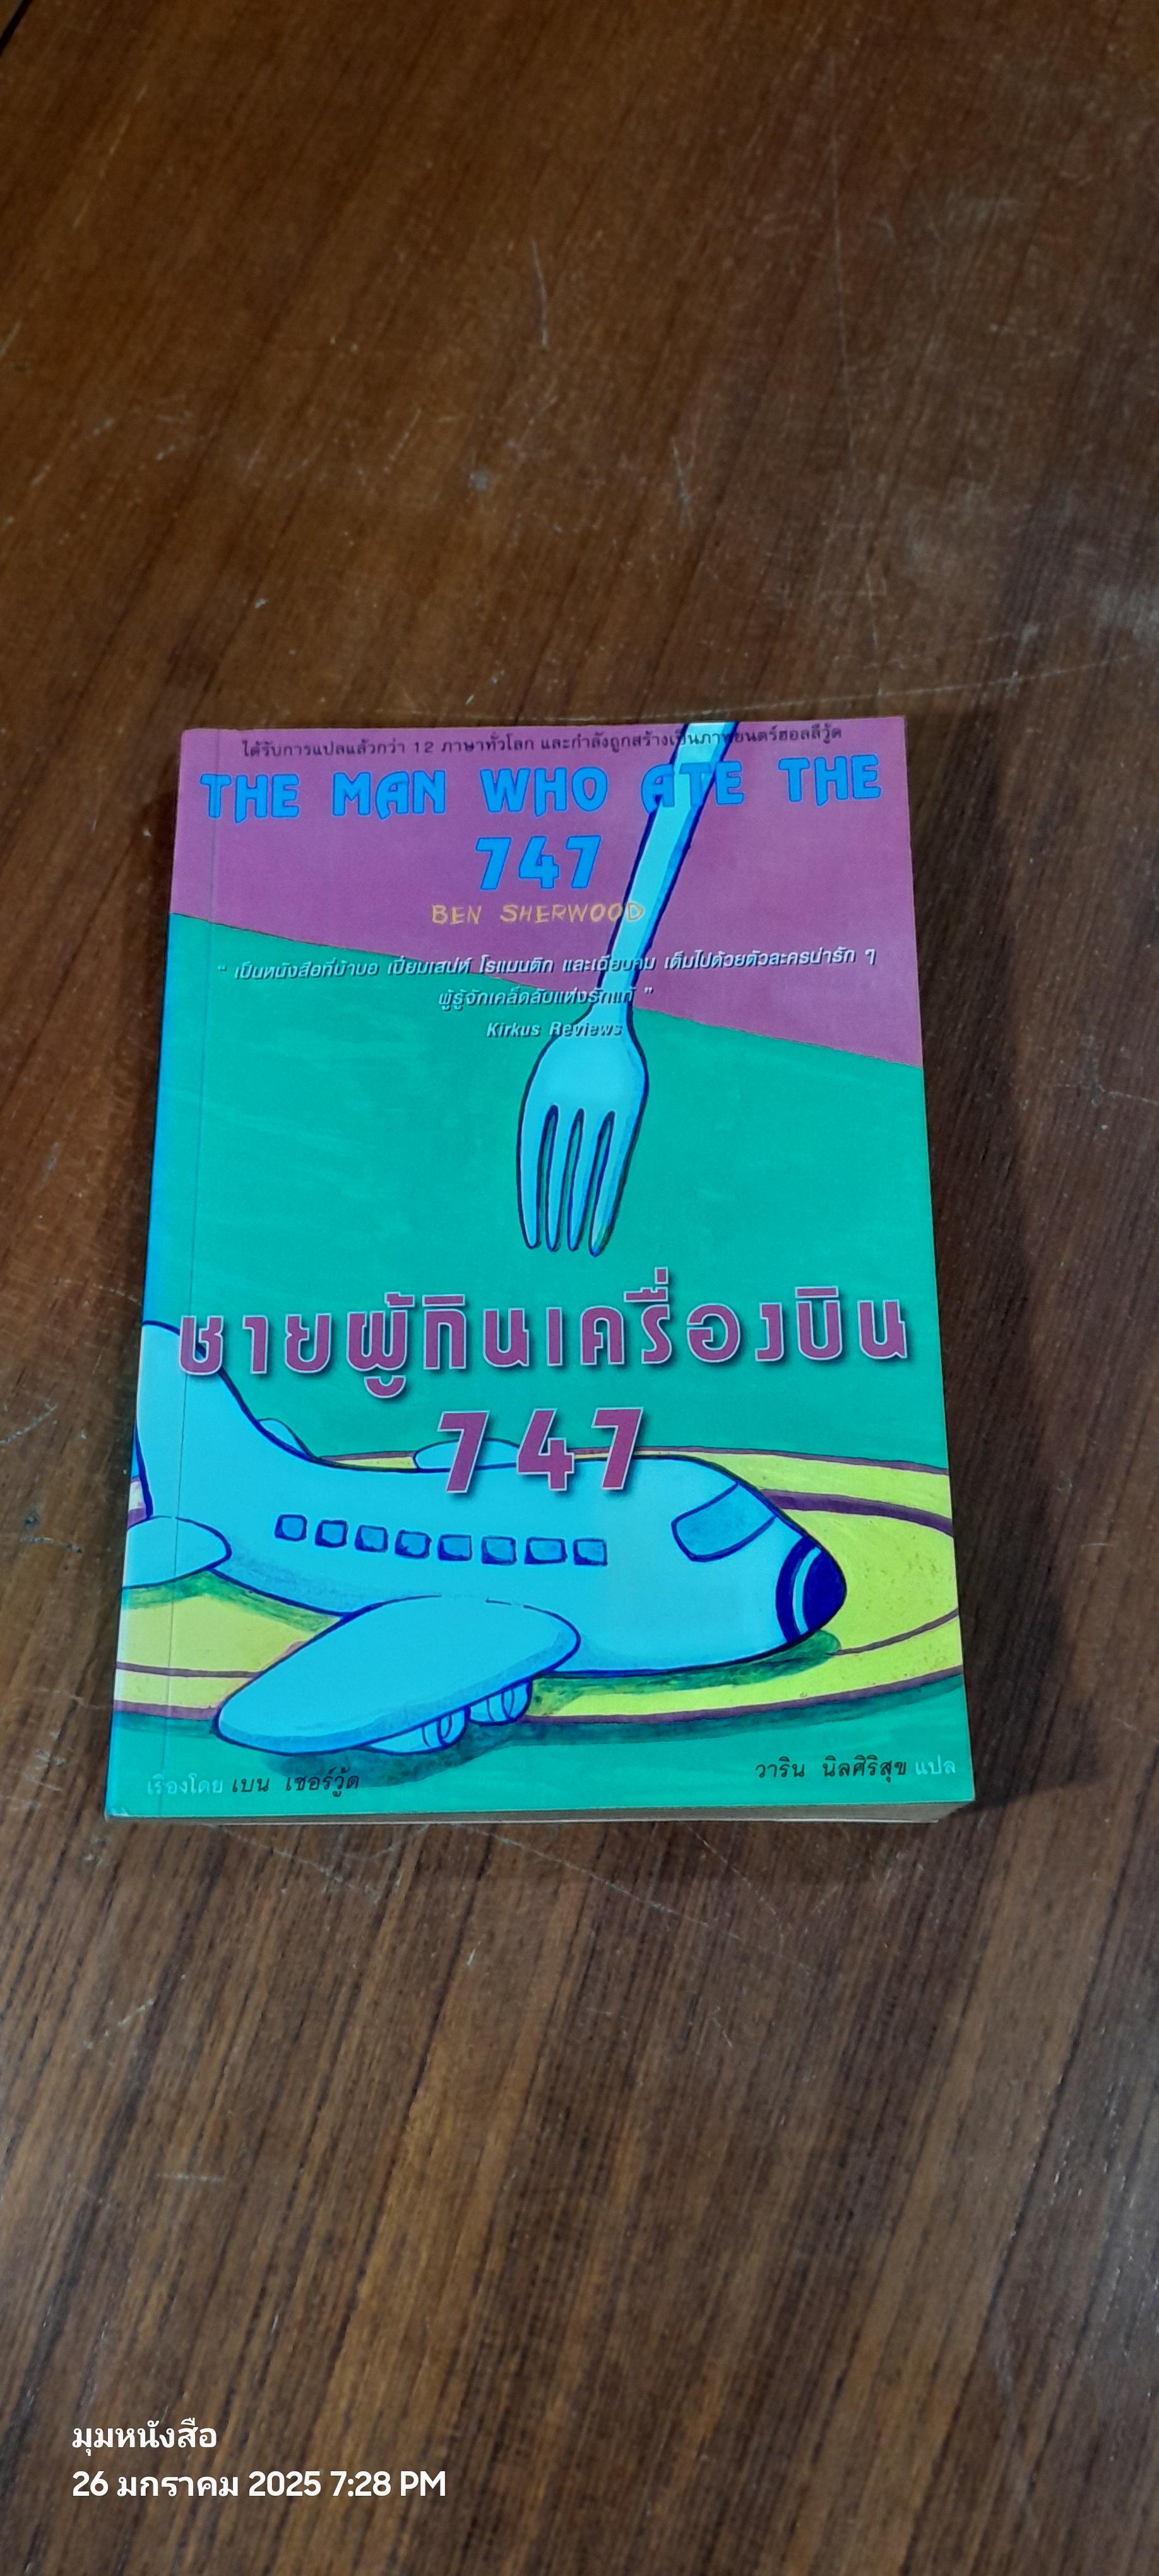 ได้รับการแปลแล้วกว่า 12 ภาษาทั่วโลก และกำลังถูกสร้างเป็นภาพยนตร์ฮอลลีวู้ด
THE MAN WHO ATE THE
747
BEN SHERWOOD
“ เป็นหนังสือที่บ้าบอ เปี่ยมเสน่ห์ โรแมนติก และเฉียบคม เต็มไปด้วยตัวละครน่ารัก ๆ
ผู้รู้จักเคล็ดลับแห่งรักแท้ ”
Kirkus Reviews
ชายผู้กินเครื่องบิน
747
เรื่องโดย เบน เชอร์วู้ด
วาริน นิลศิริสุข แปล
มุมหนังสือ
26 มกราคม 2025 7:28 PM